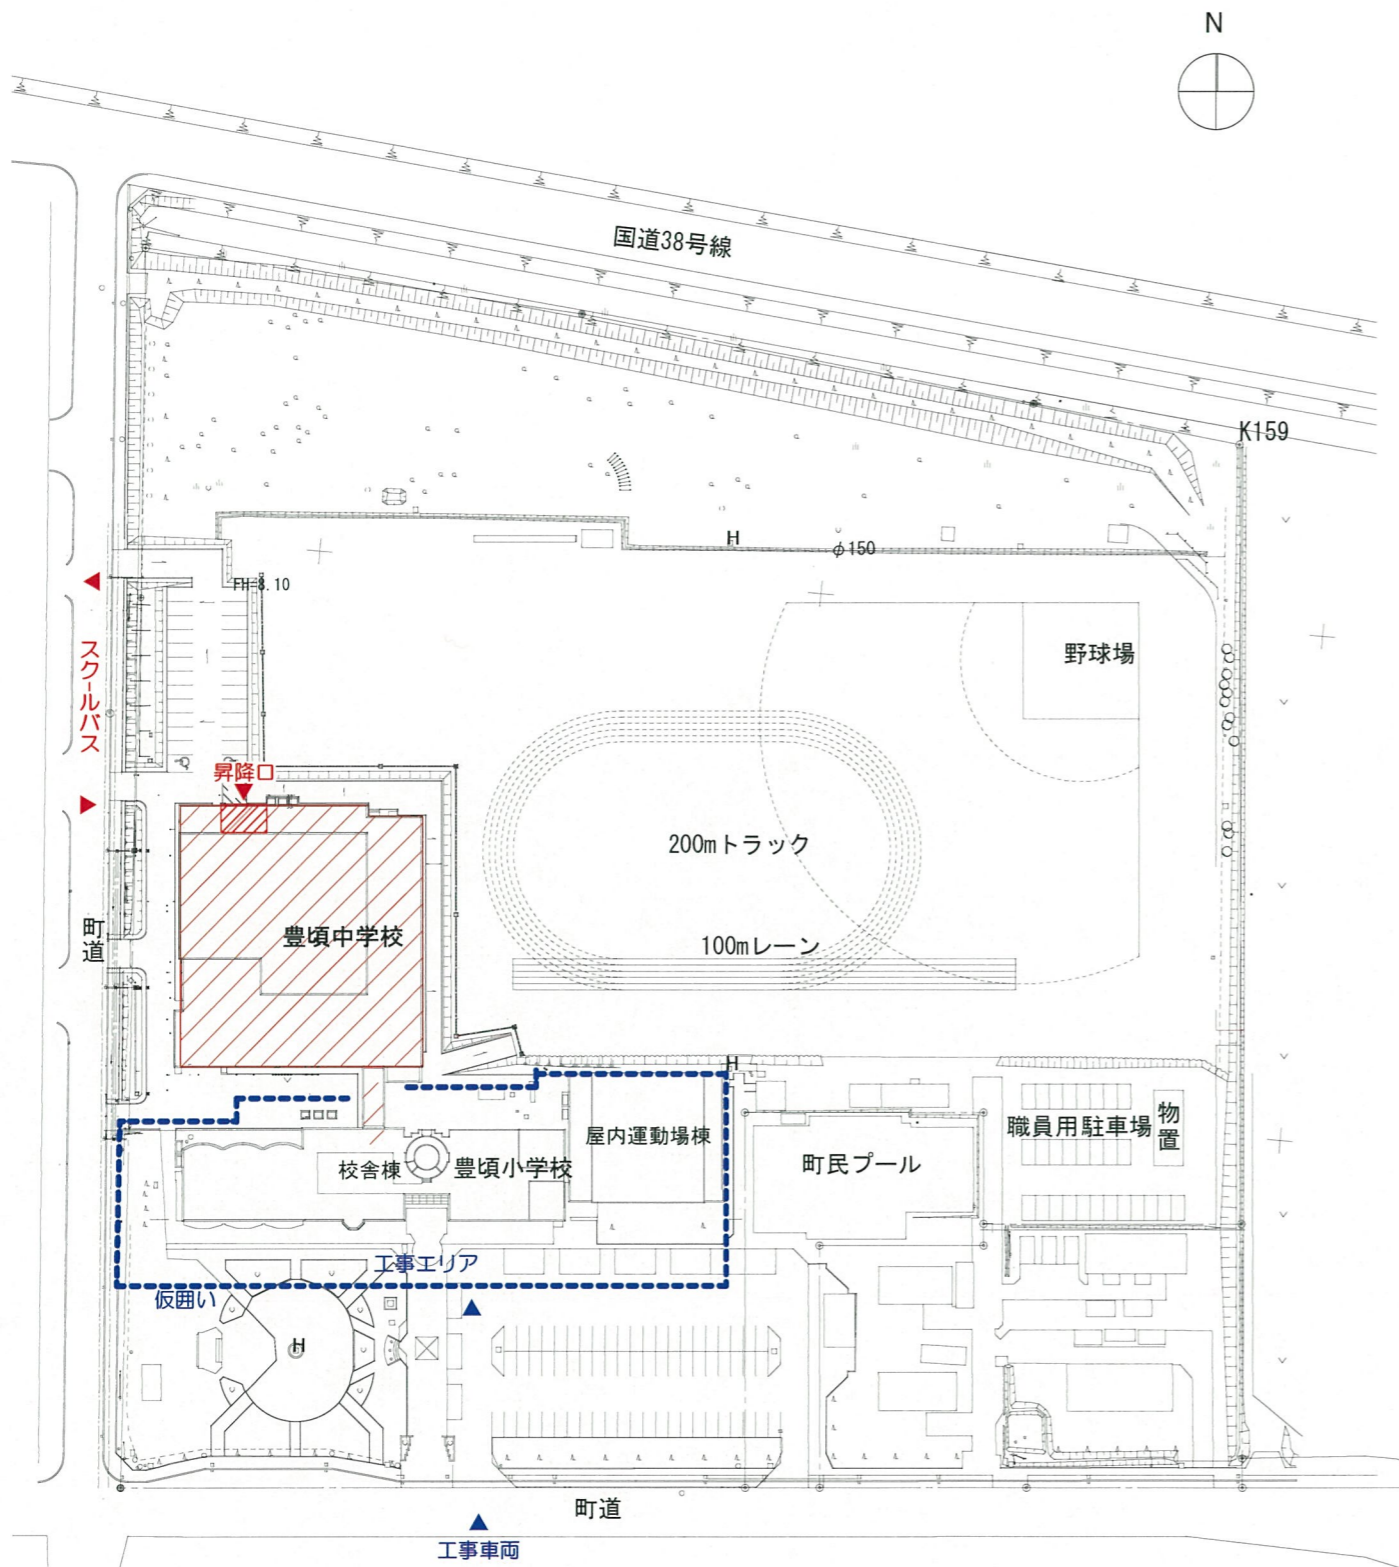 N
国道38号線
K159
H
φ150
FH=8.10
スクールバス
野球場
昇降口
200mトラック
豊頃中学校
町道
100mレーン
H
屋内運動場棟
職員用駐車場
物置
校舎棟
豊頃小学校
町民プール
工事エリア
仮囲い
H
町道
工事車両